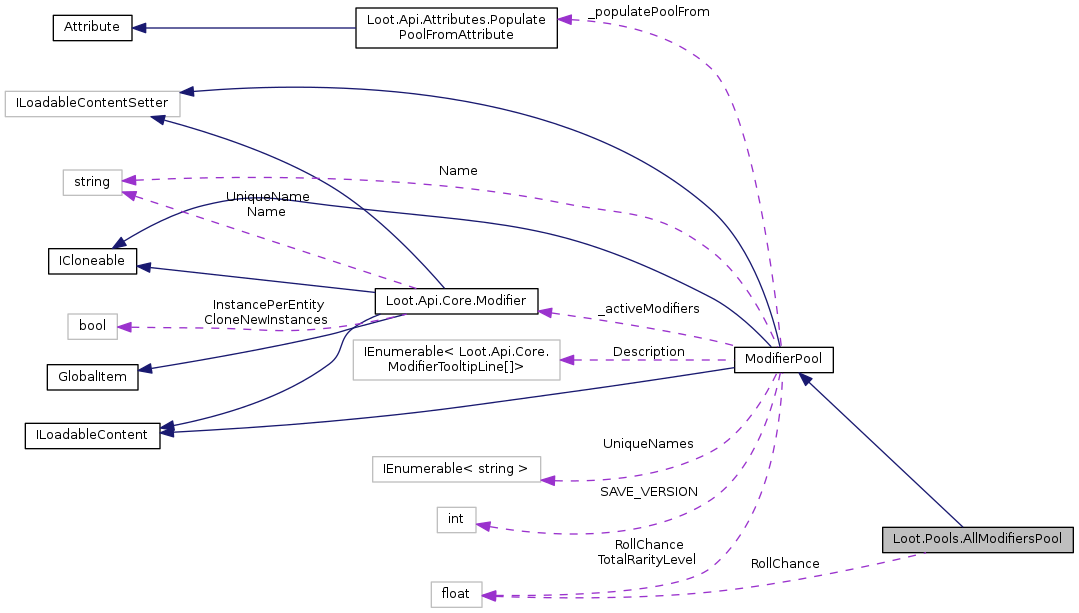 _populatePoolFrom
Loot.Api.Attributes.Populate
PoolFromAttribute
Attribute
ILoadableContentSetter
Name
string
UniqueName
Name
ICloneable
Loot.Api.Core.Modifier
InstancePerEntity
CloneNewInstances
bool
_activeModifiers
IEnumerable< Loot.Api.Core.
ModifierTooltipLine[]>
Description
ModifierPool
GlobalItem
ILoadableContent
UniqueNames
IEnumerable< string >
SAVE_VERSION
int
Loot.Pools.AllModifiersPool
RollChance
TotalRarityLevel
RollChance
float